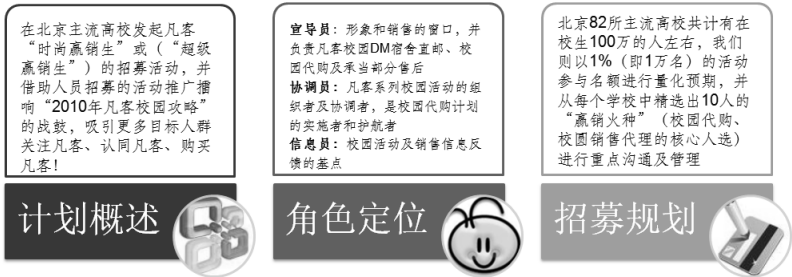 在北京主流高校发起凡客
“时尚赢销生”或（“超级
赢销生”）的招募活动，并
借助人员招募的活动推广擂
响“2010年凡客校园攻略”
的战鼓，吸引更多目标人群
关注凡客、认同凡客、购买
凡客！
计划概述
宣导员：形象和销售的窗口，并
负责凡客校园DM宿舍直邮、校
园代购及承当部分售后
协调员：凡客系列校园活动的组
织者及协调者，是校园代购计划
的实施者和护航者
信息员：校园活动及销售信息反
馈的基点
角色定位
北京82所主流高校共计有在
校生100万的人左右，我们
则以1%（即1万名）的活动
参与名额进行量化预期，并
从每个学校中精选出10人的
“赢销火种”（校园代购、
校圆销售代理的核心人选）
进行重点沟通及管理
招募规划